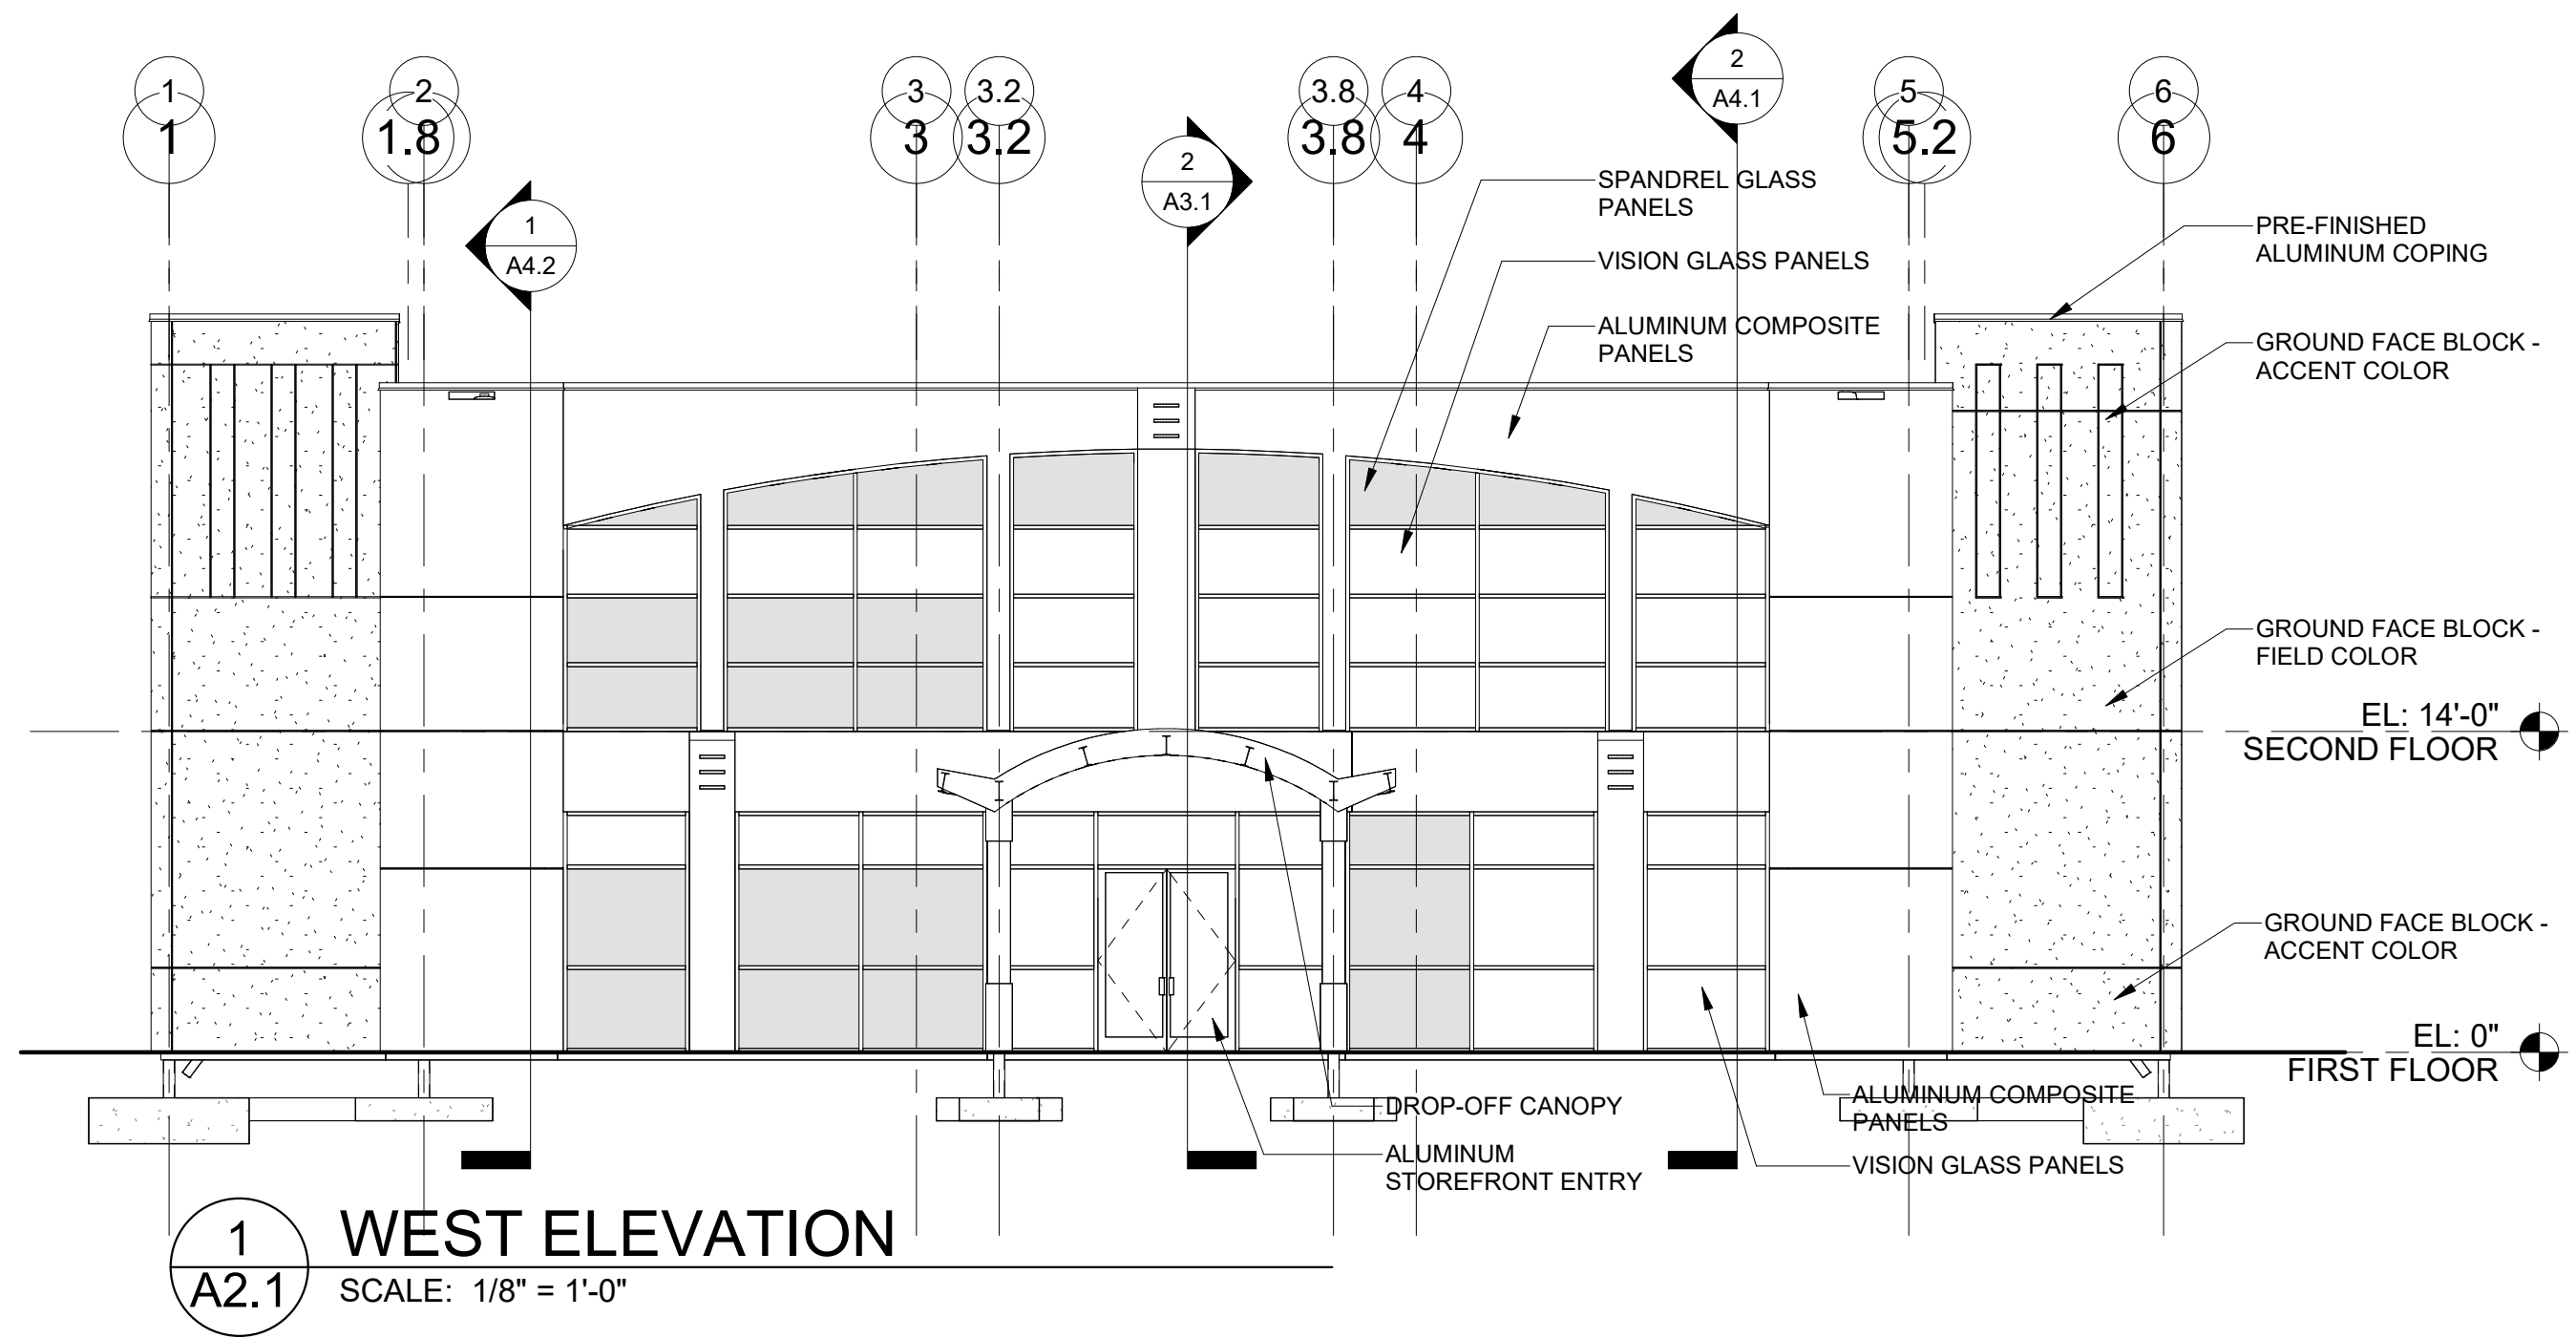 1
2
3
3.2
3.8
4
5
6
1
1.8
3
3.2
3.8
4
5.2
6
2
A4.1
2
A3.1
1
A4.2
SPANDREL GLASS
PANELS
VISION GLASS PANELS
ALUMINUM COMPOSITE
PANELS
PRE-FINISHED
ALUMINUM COPING
GROUND FACE BLOCK -
ACCENT COLOR
GROUND FACE BLOCK -
FIELD COLOR
EL: 14'-0"
SECOND FLOOR
GROUND FACE BLOCK -
ACCENT COLOR
EL: 0"
FIRST FLOOR
DROP-OFF CANOPY
ALUMINUM
STOREFRONT ENTRY
ALUMINUM COMPOSITE
PANELS
VISION GLASS PANELS
1
A2.1
WEST ELEVATION
SCALE: 1/8" = 1'-0"